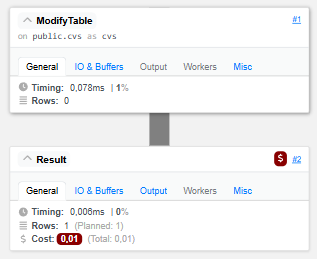 ModifyTable #1
on public.cvs as cvs
General IO & Buffers Output Workers Misc
Timing: 0,078ms | 1%
Rows: 0
Result $ #2
General IO & Buffers Output Workers Misc
Timing: 0,006ms | 0%
Rows: 1 (Planned: 1)
$ Cost: 0,01 (Total: 0,01)